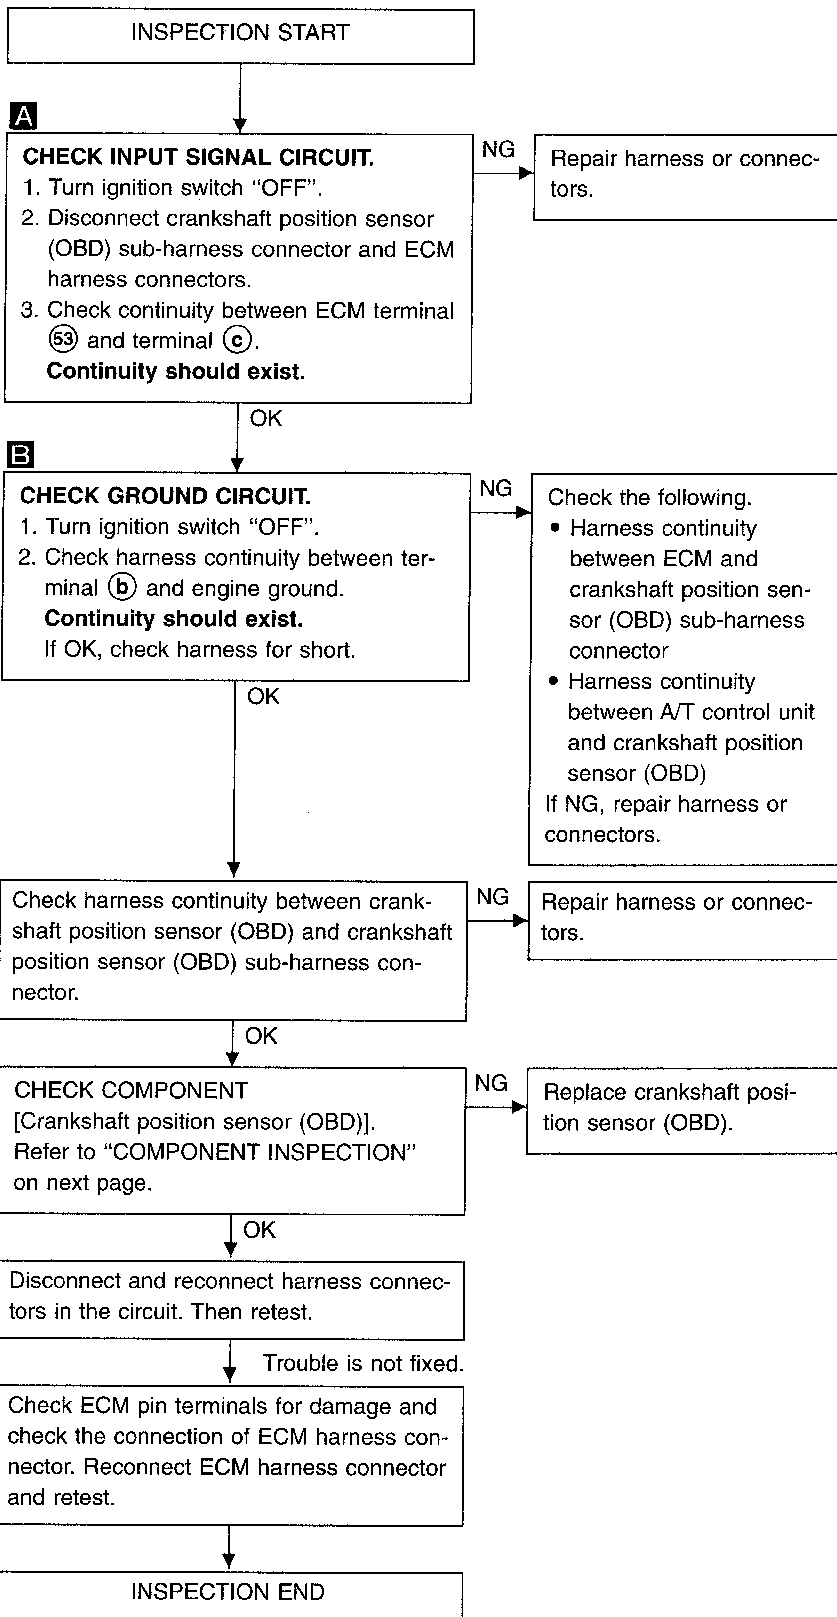 INSPECTION START
A
CHECK INPUT SIGNAL CIRCUIT.
1. Turn ignition switch “OFF”.
2. Disconnect crankshaft position sensor
(OBD) sub-harness connector and ECM
harness connectors.
3. Check continuity between ECM terminal
53 and terminal c.
Continuity should exist.
NG
Repair harness or connec-
tors.
OK
B
CHECK GROUND CIRCUIT.
1. Turn ignition switch “OFF”.
2. Check harness continuity between ter-
minal b and engine ground.
Continuity should exist.
If OK, check harness for short.
NG
Check the following.
• Harness continuity
between ECM and
crankshaft position sen-
sor (OBD) sub-harness
connector
• Harness continuity
between A/T control unit
and crankshaft position
sensor (OBD)
If NG, repair harness or
connectors.
OK
Check harness continuity between crank-
shaft position sensor (OBD) and crankshaft
position sensor (OBD) sub-harness con-
nector.
NG
Repair harness or connec-
tors.
OK
CHECK COMPONENT
[Crankshaft position sensor (OBD)].
Refer to “COMPONENT INSPECTION”
on next page.
NG
Replace crankshaft posi-
tion sensor (OBD).
OK
Disconnect and reconnect harness connec-
tors in the circuit. Then retest.
Trouble is not fixed.
Check ECM pin terminals for damage and
check the connection of ECM harness con-
nector. Reconnect ECM harness connector
and retest.
INSPECTION END